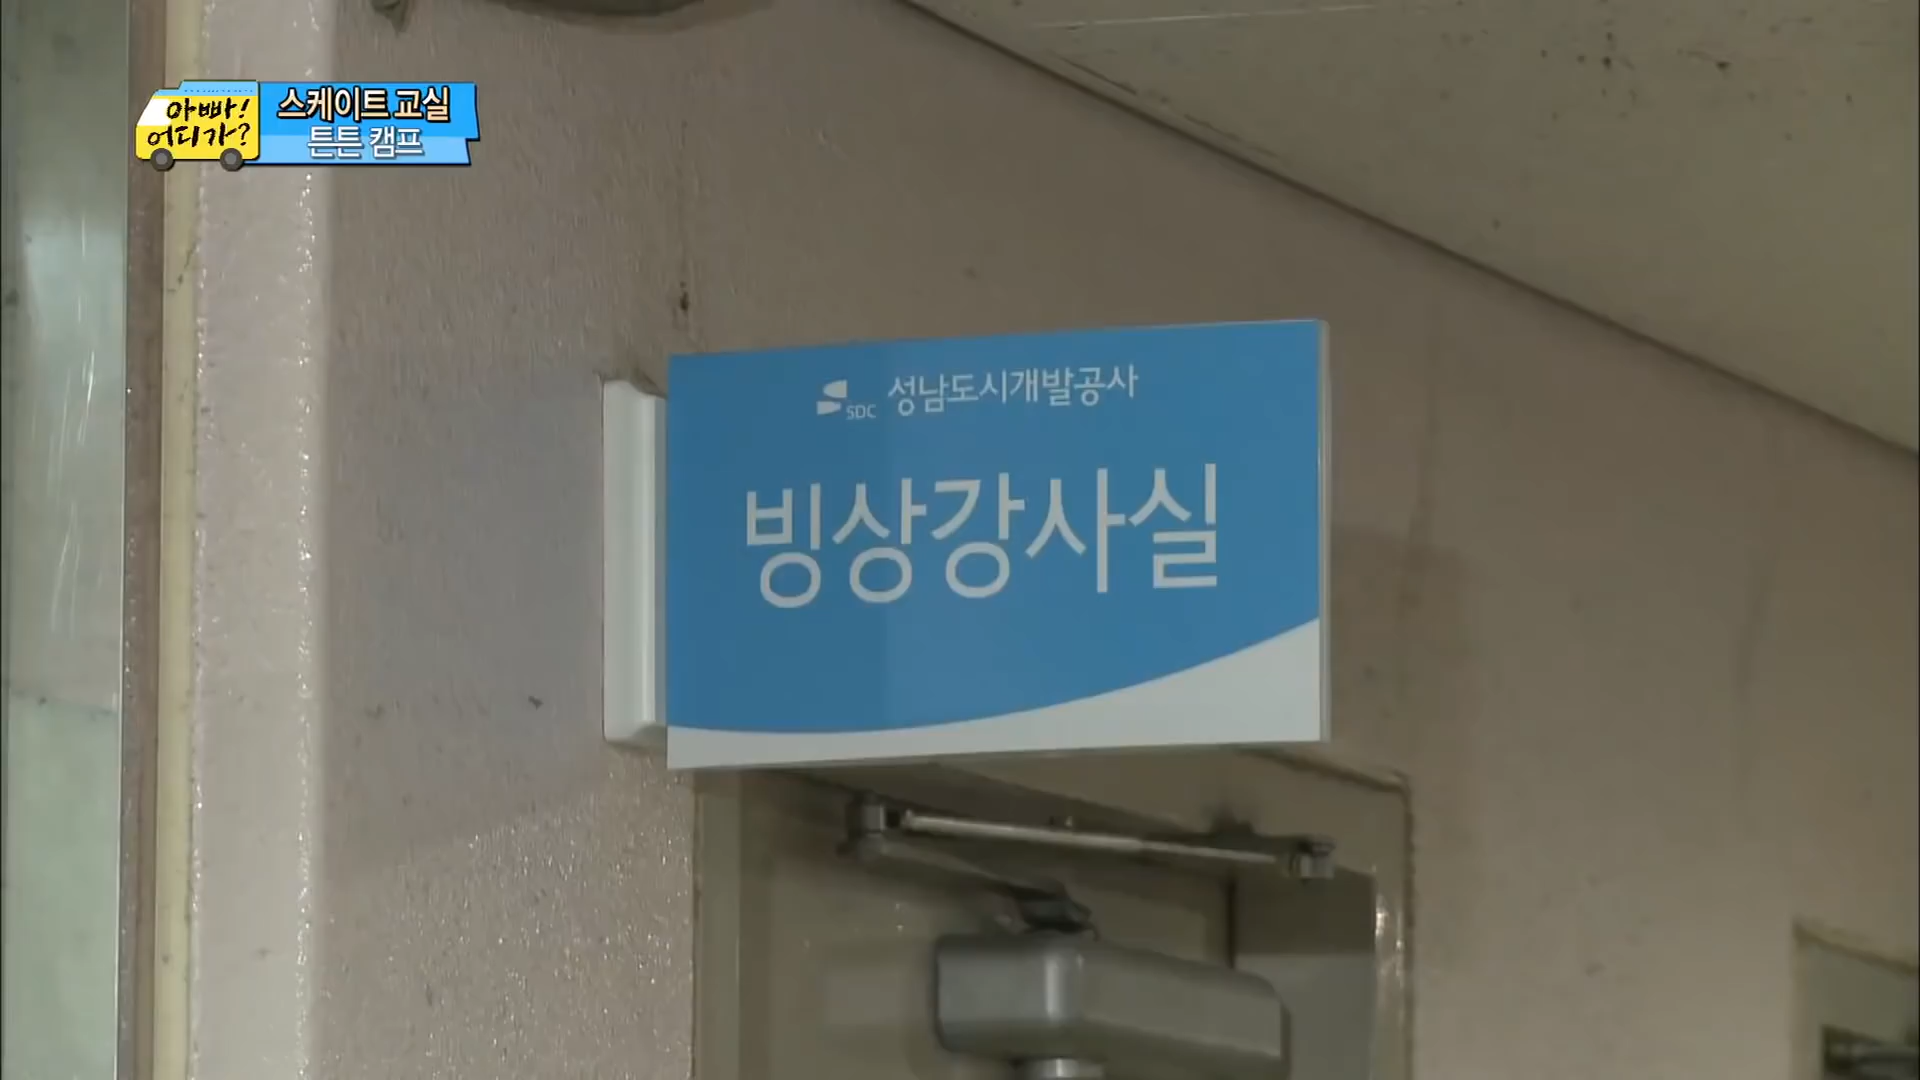 아빠!
어디가?
스케이트 교실
튼튼 캠프
SDC 성남도시개발공사
빙상강사실